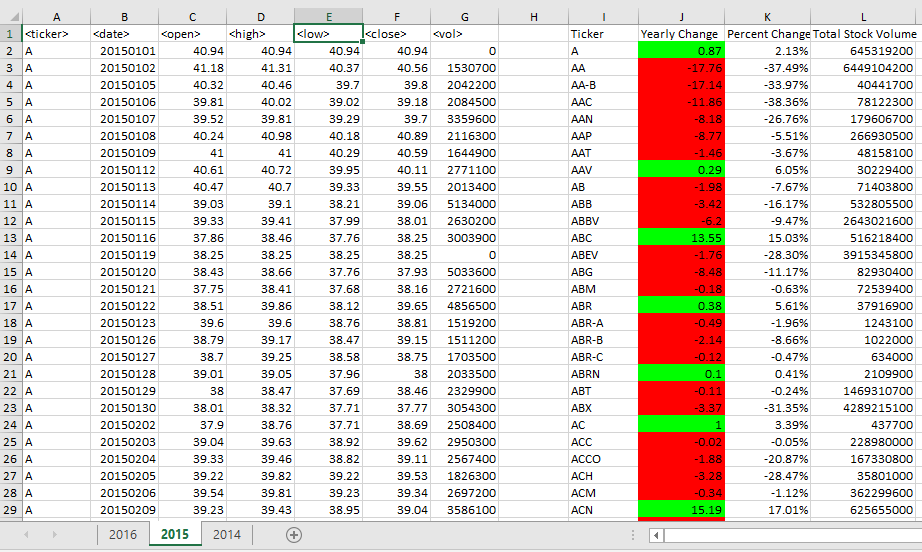 A B C D E F G H I J K L
1 <ticker> <date> <open> <high> <low> <close> <vol> Ticker Yearly Change Percent Change Total Stock Volume
2 A 20150101 40.94 40.94 40.94 40.94 0 A 0.87 2.13% 645319200
3 A 20150102 41.18 41.31 40.37 40.56 1530700 AA -17.76 -37.49% 6449104200
4 A 20150105 40.32 40.46 39.7 39.8 2042200 AA-B -17.14 -33.97% 40441700
5 A 20150106 39.81 40.02 39.02 39.18 2084500 AAC -11.86 -38.36% 78122300
6 A 20150107 39.52 39.81 39.29 39.7 3359600 AAN -8.18 -26.76% 179606700
7 A 20150108 40.24 40.98 40.18 40.89 2116300 AAP -8.77 -5.51% 266930500
8 A 20150109 41 41 40.29 40.59 1644900 AAT -1.46 -3.67% 48158100
9 A 20150112 40.61 40.72 39.95 40.11 2771100 AAV 0.29 6.05% 30229400
10 A 20150113 40.47 40.7 39.33 39.55 2013400 AB -1.98 -7.67% 71403800
11 A 20150114 39.03 39.1 38.21 39.06 5134000 ABB -3.42 -16.17% 532805500
12 A 20150115 39.33 39.41 37.99 38.01 2630200 ABBV -6.2 -9.47% 2643021600
13 A 20150116 37.86 38.46 37.76 38.25 3003900 ABC 13.55 15.03% 516218400
14 A 20150119 38.25 38.25 38.25 38.25 0 ABEV -1.76 -28.30% 3915345800
15 A 20150120 38.43 38.66 37.76 37.93 5033600 ABG -8.48 -11.17% 82930400
16 A 20150121 37.75 38.41 37.68 38.16 2721600 ABM -0.18 -0.63% 72539400
17 A 20150122 38.51 39.86 38.12 39.65 4856500 ABR 0.38 5.61% 37916900
18 A 20150123 39.6 39.6 38.76 38.81 1519200 ABR-A -0.49 -1.96% 1243100
19 A 20150126 38.79 39.17 38.47 39.15 1511200 ABR-B -2.14 -8.66% 1022000
20 A 20150127 38.7 39.25 38.58 38.75 1703500 ABR-C -0.12 -0.47% 634000
21 A 20150128 39.01 39.05 37.96 38 2033500 ABRN 0.1 0.41% 2109900
22 A 20150129 38 38.47 37.69 38.46 2329900 ABT -0.11 -0.24% 1469310700
23 A 20150130 38.01 38.32 37.71 37.77 3054300 ABX -3.37 -31.35% 4289215100
24 A 20150202 37.9 38.76 37.71 38.69 2508400 AC 1 3.39% 437700
25 A 20150203 39.04 39.63 38.92 39.62 2950300 ACC -0.02 -0.05% 228980000
26 A 20150204 39.33 39.46 38.82 39.11 2567400 ACCO -1.88 -20.87% 167330800
27 A 20150205 39.22 39.82 39.22 39.53 1826300 ACH -3.28 -28.47% 35801000
28 A 20150206 39.54 39.81 39.23 39.34 2697200 ACM -0.34 -1.12% 362299600
29 A 20150209 39.23 39.43 38.95 39.04 3586100 ACN 15.19 17.01% 625655000
2016 2015 2014